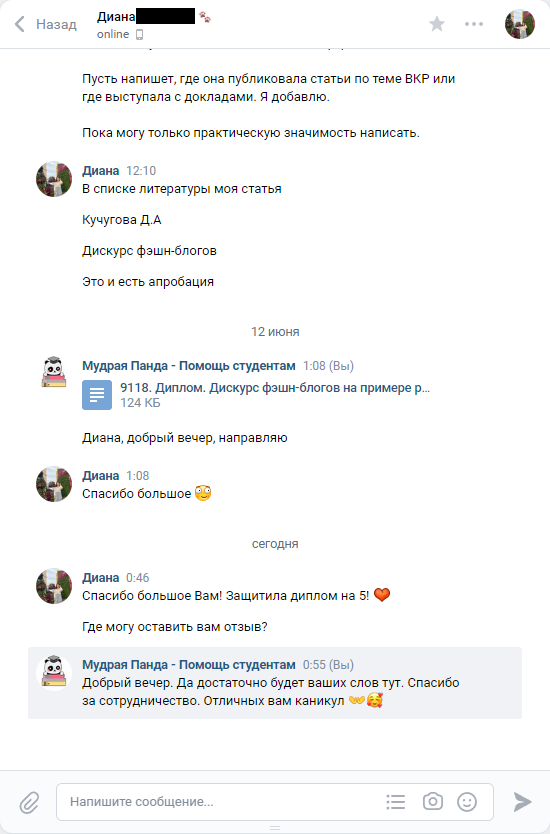 Назад
Диана
online
Пусть напишет, где она публиковала статьи по теме ВКР или
где выступала с докладами. Я добавлю.
Пока могу только практическую значимость написать.
Диана 12:10
В списке литературы моя статья
Кучугова Д.А
Дискурс фэшн-блогов
Это и есть апробация
12 июня
Мудрая Панда - Помощь студентам 1:08 (Вы)
9118. Диплом. Дискурс фэшн-блогов на примере р...
124 КБ
Диана, добрый вечер, направляю
Диана 1:08
Спасибо большое 😳
сегодня
Диана 0:46
Спасибо большое Вам! Защитила диплом на 5! ❤
Где могу оставить вам отзыв?
Мудрая Панда - Помощь студентам 0:55 (Вы)
Добрый вечер. Да достаточно будет ваших слов тут. Спасибо
за сотрудничество. Отличных вам каникул 🤝🥰
Напишите сообщение...